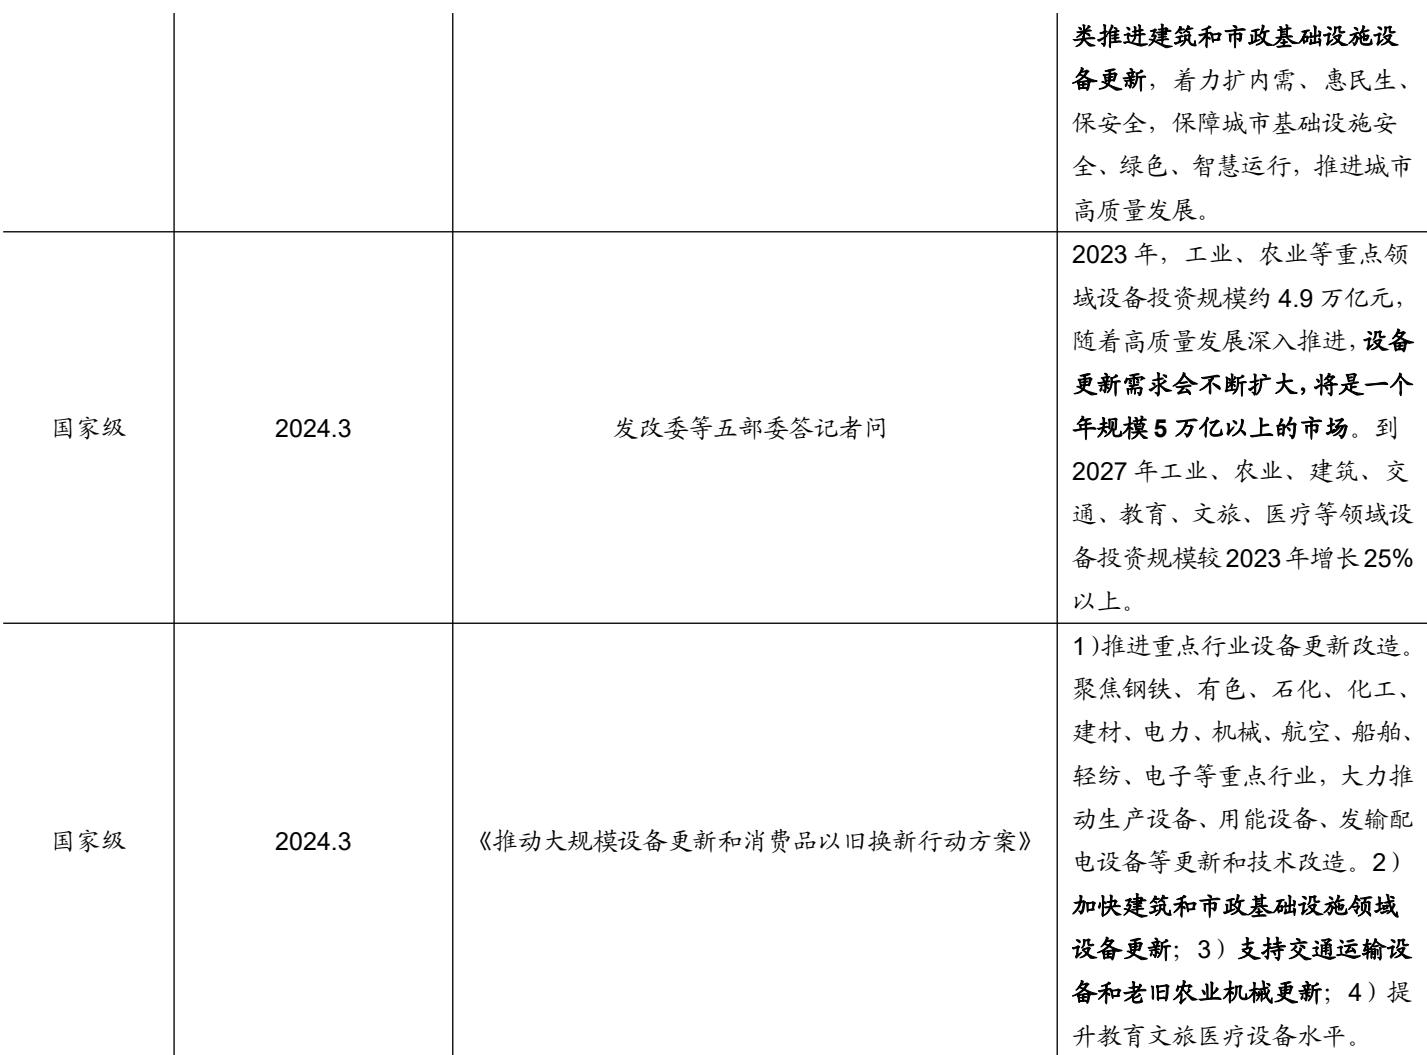 类推进建筑和市政基础设施设
备更新，着力扩内需、惠民生、
保安全，保障城市基础设施安
全、绿色、智慧运行，推进城市
高质量发展。
国家级
2024.3
发改委等五部委答记者问
2023 年，工业、农业等重点领
域设备投资规模约 4.9 万亿元，
随着高质量发展深入推进，设备
更新需求会不断扩大，将是一个
年规模 5 万亿以上的市场。到
2027 年工业、农业、建筑、交
通、教育、文旅、医疗等领域设
备投资规模较 2023 年增长 25%
以上。
国家级
2024.3
《推动大规模设备更新和消费品以旧换新行动方案》
1）推进重点行业设备更新改造。
聚焦钢铁、有色、石化、化工、
建材、电力、机械、航空、船舶、
轻纺、电子等重点行业，大力推
动生产设备、用能设备、发输配
电设备等更新和技术改造。2）
加快建筑和市政基础设施领域
设备更新；3）支持交通运输设
备和老旧农业机械更新；4）提
升教育文旅医疗设备水平。